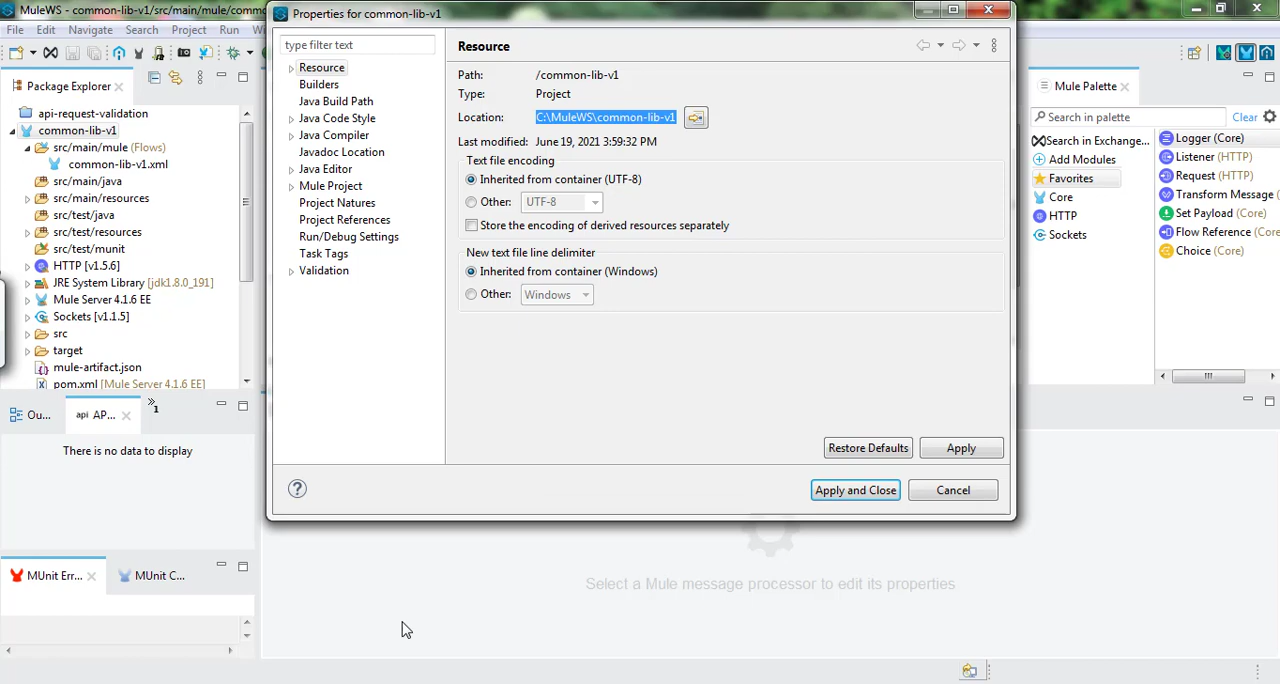 MuleWS - common-lib-v1/src/main/mule/commo
File Edit Navigate Search Project Run Wi
Package Explorer
api-request-validation
common-lib-v1
src/main/mule (Flows)
common-lib-v1.xml
src/main/java
src/main/resources
src/test/java
src/test/resources
src/test/munit
HTTP [v1.5.6]
JRE System Library [jdk1.8.0_191]
Mule Server 4.1.6 EE
Sockets [v1.1.5]
src
target
mule-artifact.json
pom.xml [Mule Server 4.1.6 EE]
Ou...
api AP...
»1
There is no data to display
MUnit Err...
MUnit C...
Properties for common-lib-v1
type filter text
Resource
Builders
Java Build Path
Java Code Style
Java Compiler
Javadoc Location
Java Editor
Mule Project
Project Natures
Project References
Run/Debug Settings
Task Tags
Validation
Resource
Path: /common-lib-v1
Type: Project
Location: C:\MuleWS\common-lib-v1
Last modified: June 19, 2021 3:59:32 PM
Text file encoding
Inherited from container (UTF-8)
Other: UTF-8
Store the encoding of derived resources separately
New text file line delimiter
Inherited from container (Windows)
Other: Windows
Restore Defaults Apply
Apply and Close Cancel
Select a Mule message processor to edit its properties
Mule Palette
Search in palette Clear
Search in Exchange...
Add Modules
Favorites
Core
HTTP
Sockets
Logger (Core)
Listener (HTTP)
Request (HTTP)
Transform Message
Set Payload (Core)
Flow Reference (Core
Choice (Core)